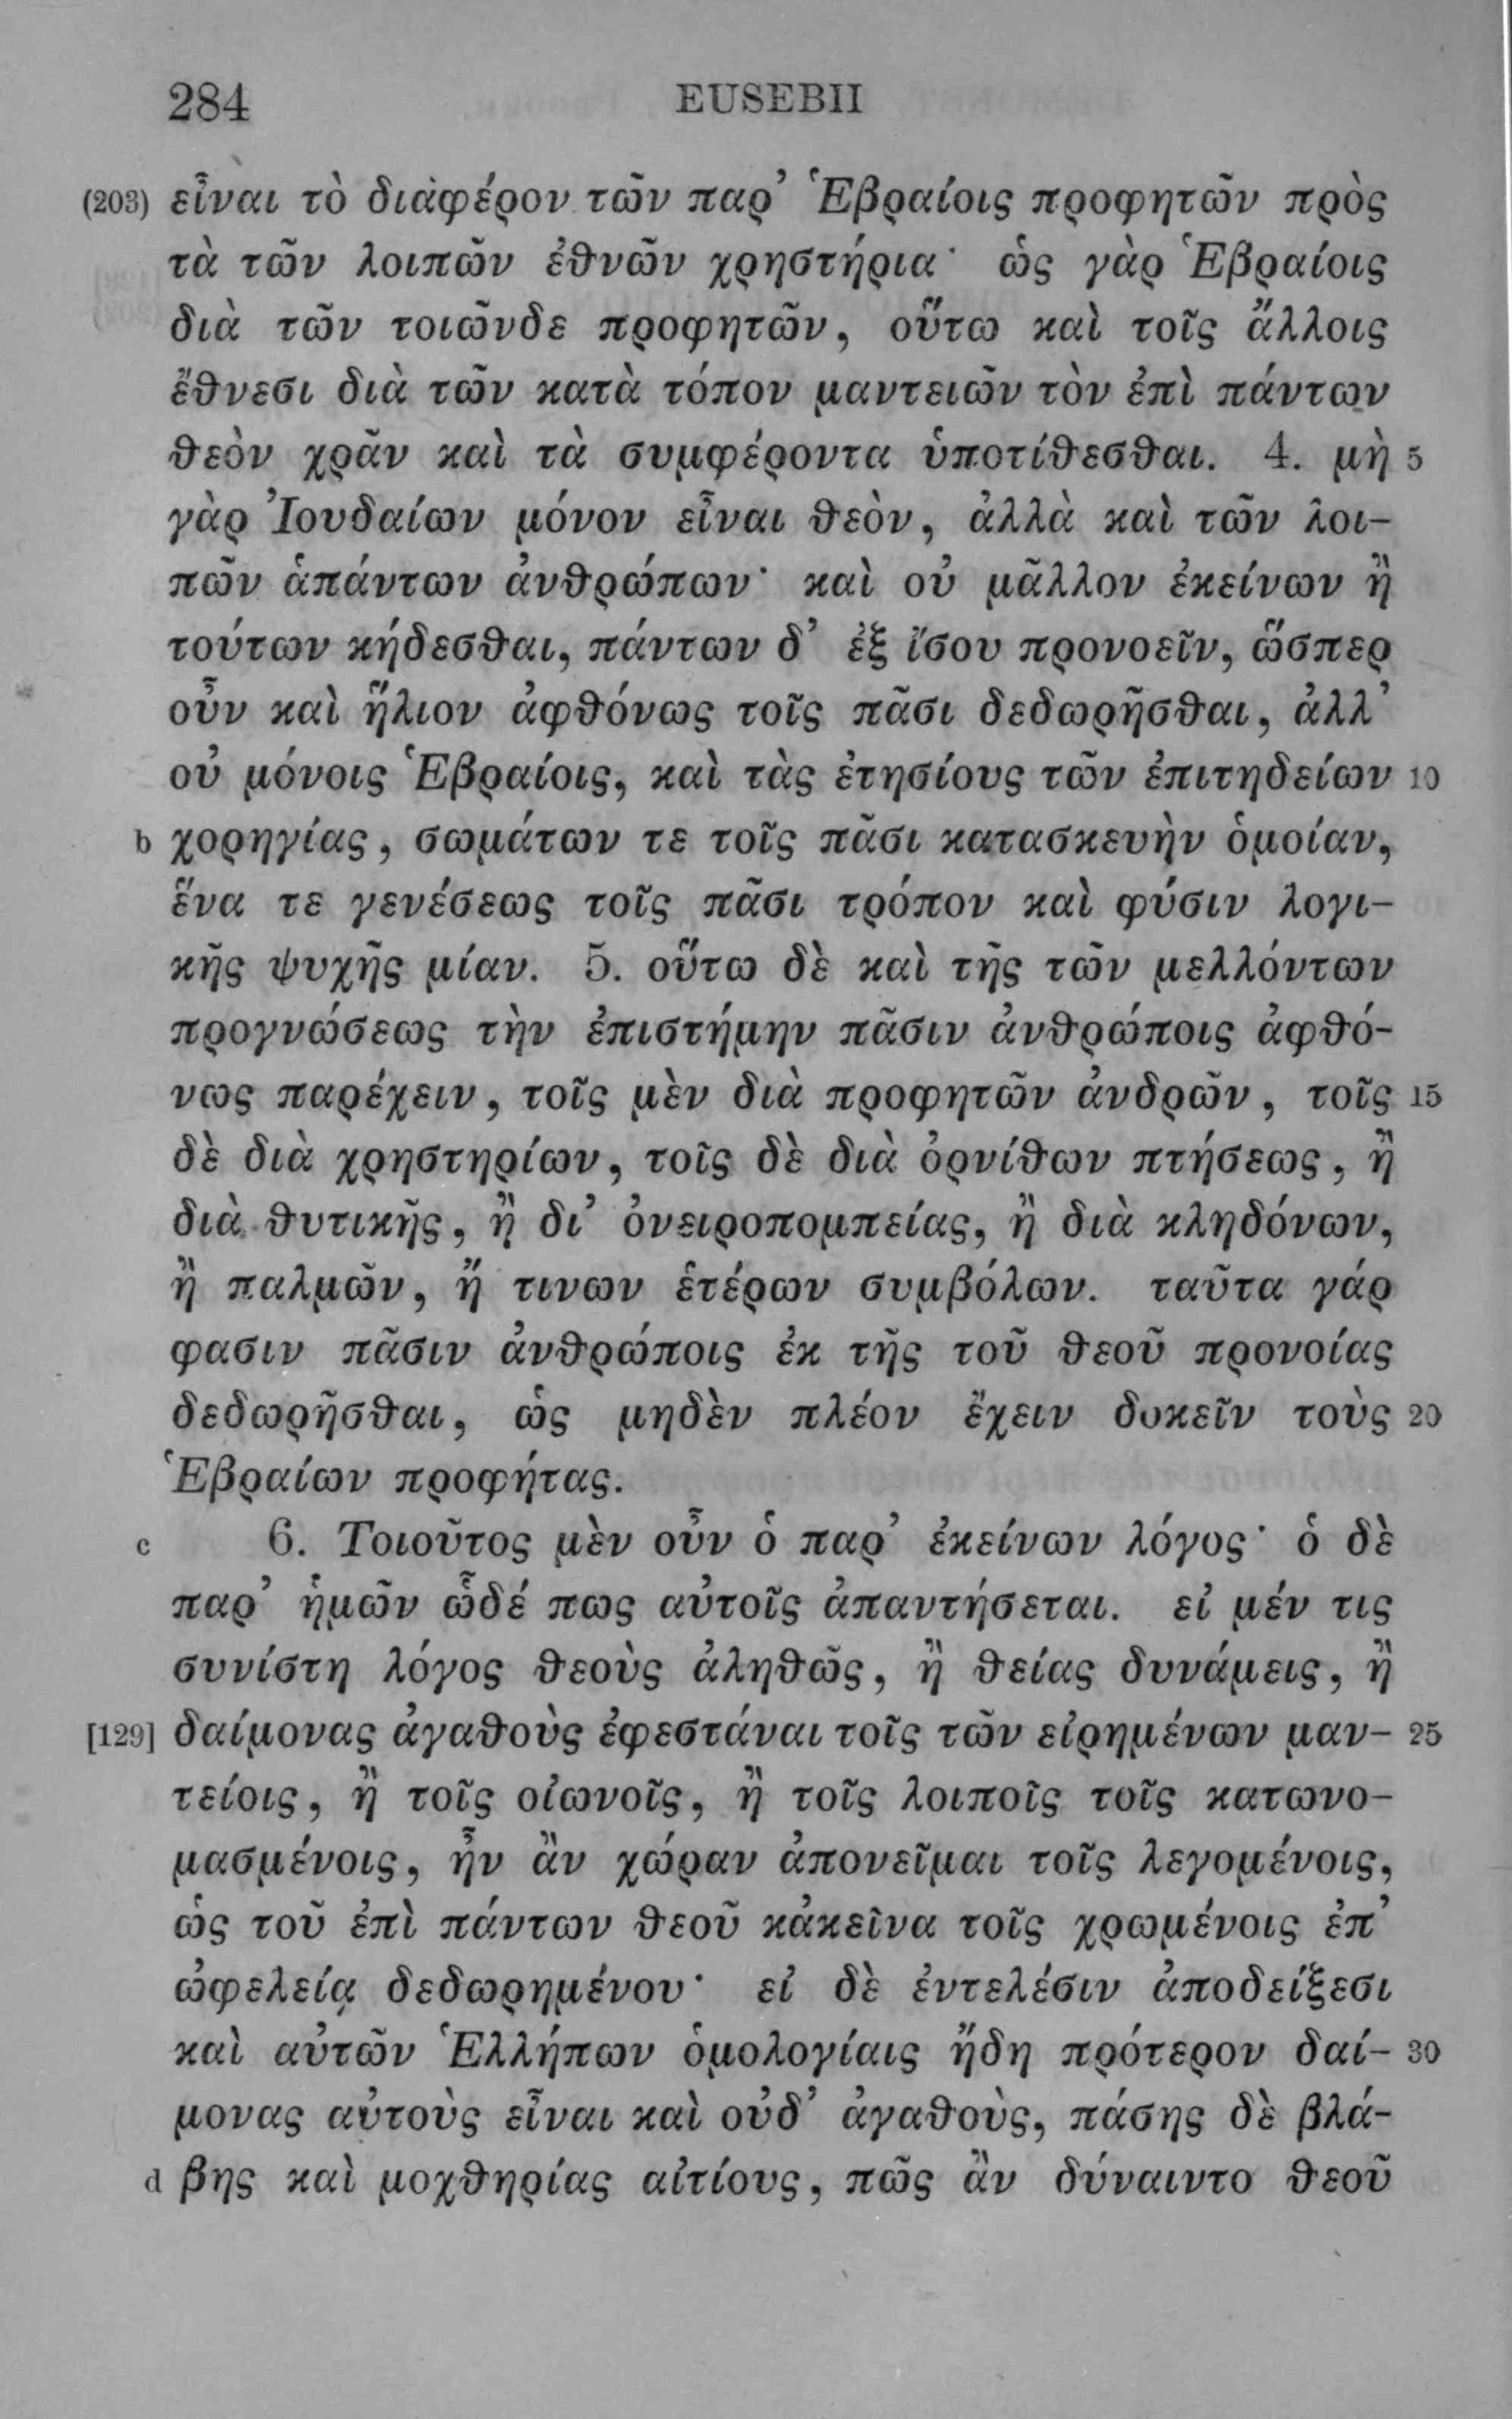 284 EUSEBII
(203) εἶναι τὸ διάφέρον τῶν παρ’ Ἑβραίοις προφητῶν πρὸς
τὰ τῶν λοιπῶν ἐθνῶν χρηστήρια· ὡς γὰρ Ἑβραίοις
διὰ τῶν τοιῶνδε προφητῶν, οὕτω καὶ τοῖς ἄλλοις
ἔθνεσι διὰ τῶν κατὰ τόπον μαντειῶν τὸν ἐπὶ πάντων
θεὸν χρᾶν καὶ τὰ συμφέροντα ὑποτίθεσθαι. 4. μὴ 5
γὰρ Ἰουδαίων μόνον εἶναι θεὸν, ἀλλὰ καὶ τῶν λοι-
πῶν ἁπάντων ἀνθρώπων· καὶ οὐ μᾶλλον ἐκείνων ἢ
τούτων κήδεσθαι, πάντων δ’ ἐξ ἴσου προνοεῖν, ὥσπερ
οὖν καὶ ἥλιον ἀφθόνως τοῖς πᾶσι δεδωρῆσθαι, ἀλλ’
οὐ μόνοις Ἑβραίοις, καὶ τὰς ἐτησίους τῶν ἐπιτηδείων 10
b χορηγίας, σωμάτων τε τοῖς πᾶσι κατασκευὴν ὁμοίαν,
ἕνα τε γενέσεως τοῖς πᾶσι τρόπον καὶ φύσιν λογι-
κῆς ψυχῆς μίαν. 5. οὕτω δὲ καὶ τῆς τῶν μελλόντων
προγνώσεως τὴν ἐπιστήμην πᾶσιν ἀνθρώποις ἀφθό-
νως παρέχειν, τοῖς μὲν διὰ προφητῶν ἀνδρῶν, τοῖς 15
δὲ διὰ χρηστηρίων, τοῖς δὲ διὰ ὀρνίθων πτήσεως, ἢ
διὰ θυτικῆς, ἢ δι’ ὀνειροπομπείας, ἢ διὰ κληδόνων,
ἢ παλμῶν, ἤ τινων ἑτέρων συμβόλων. ταῦτα γάρ
φασιν πᾶσιν ἀνθρώποις ἐκ τῆς τοῦ θεοῦ προνοίας
δεδωρῆσθαι, ὡς μηδὲν πλέον ἔχειν δοκεῖν τοὺς 20
Ἑβραίων προφήτας.
c 6. Τοιοῦτος μὲν οὖν ὁ παρ’ ἐκείνων λόγος· ὁ δὲ
παρ’ ἡμῶν ὧδέ πως αὐτοῖς ἀπαντήσεται. εἰ μέν τις
συνίστη λόγος θεοὺς ἀληθῶς, ἢ θείας δυνάμεις, ἢ
[129] δαίμονας ἀγαθοὺς ἐφεστάναι τοῖς τῶν εἰρημένων μαν- 25
τείοις, ἢ τοῖς οἰωνοῖς, ἢ τοῖς λοιποῖς τοῖς κατωνο-
μασμένοις, ἦν ἂν χώραν ἀπονεῖμαι τοῖς λεγομένοις,
ὡς τοῦ ἐπὶ πάντων θεοῦ κἀκεῖνα τοῖς χρωμένοις ἐπ’
ὠφελείᾳ δεδωρημένου· εἰ δὲ ἐντελέσιν ἀποδείξεσι
καὶ αὐτῶν Ἑλλήπων ὁμολογίαις ἤδη πρότερον δαί- 30
μονας αὐτοὺς εἶναι καὶ οὐδ’ ἀγαθοὺς, πάσης δὲ βλά-
d βης καὶ μοχθηρίας αἰτίους, πῶς ἂν δύναιντο θεοῦ